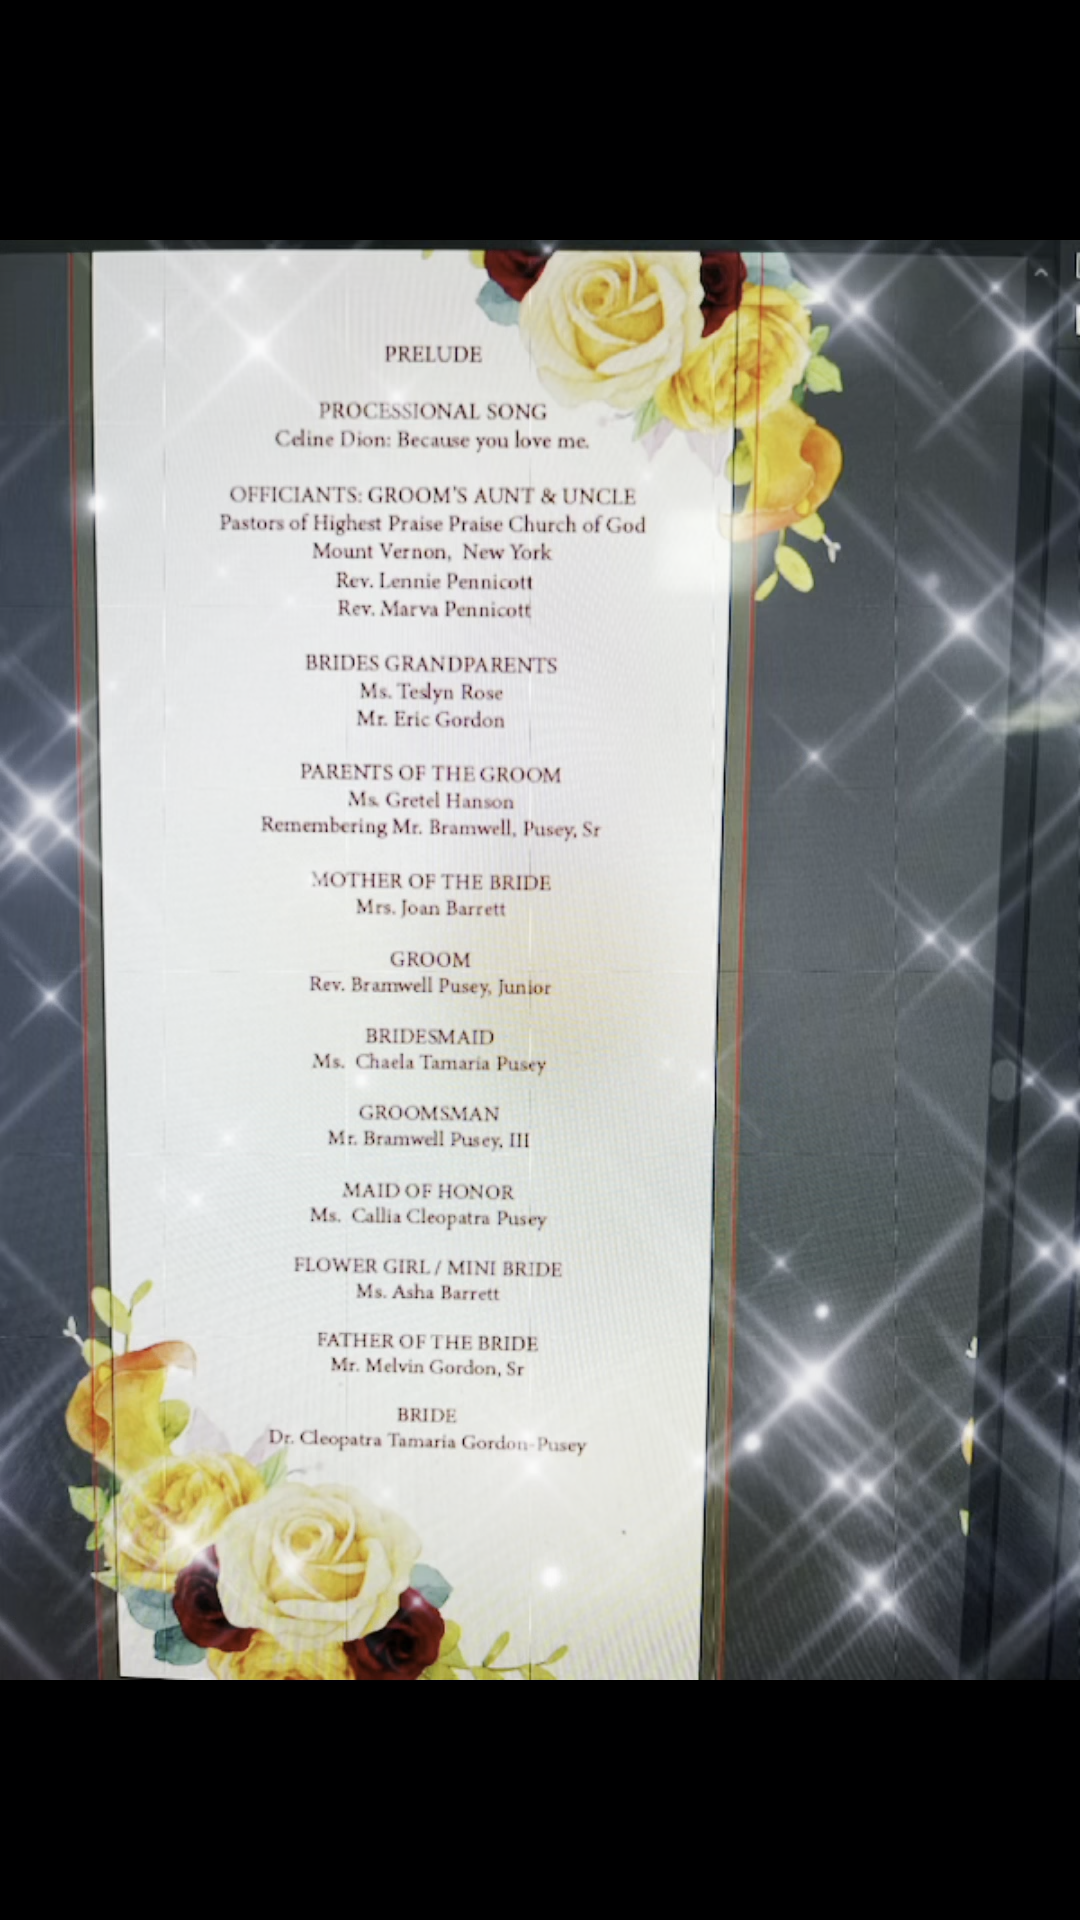 PRELUDE
PROCESSIONAL SONG
Celine Dion: Because you love me.
OFFICIANTS: GROOM'S AUNT & UNCLE
Pastors of Highest Praise Praise Church of God
Mount Vernon, New York
Rev. Lennie Pennicott
Rev. Marva Pennicott
BRIDES GRANDPARENTS
Ms. Teslyn Rose
Mr. Eric Gordon
PARENTS OF THE GROOM
Ms. Gretel Hanson
Remembering Mr. Bramwell, Pusey, Sr
MOTHER OF THE BRIDE
Mrs. Joan Barrett
GROOM
Rev. Bramwell Pusey, Junior
BRIDESMAID
Ms. Chaela Tamaria Pusey
GROOMSMAN
Mr. Bramwell Pusey, III
MAID OF HONOR
Ms. Callia Cleopatra Pusey
FLOWER GIRL / MINI BRIDE
Ms. Asha Barrett
FATHER OF THE BRIDE
Mr. Melvin Gordon, Sr
BRIDE
Dr. Cleopatra Tamaria Gordon-Pusey